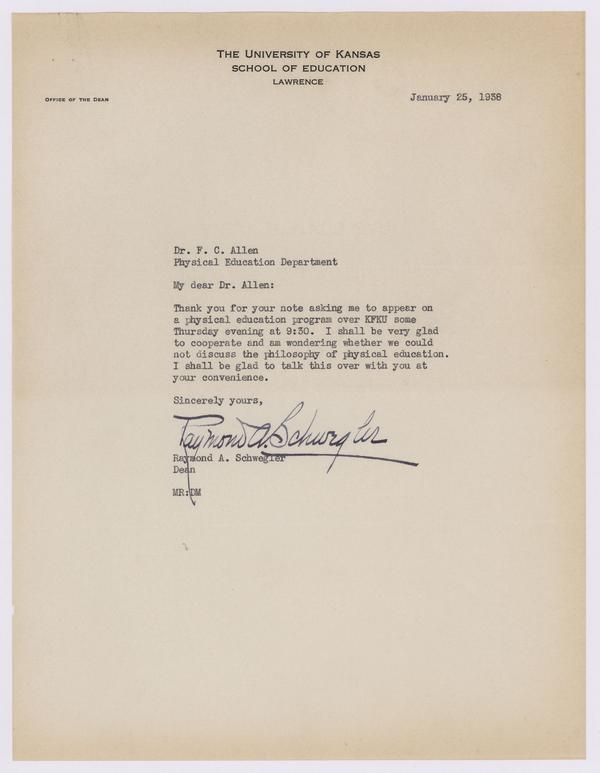 THE UNIVERSITY OF KANSAS
SCHOOL OF EDUCATION
LAWRENCE
OFFICE OF THE DEAN
January 25, 1938
Dr. F. C. Allen
Physical Education Department
My dear Dr. Allen:
Thank you for your note asking me to appear on
a physical education program over KFKU some
Thursday evening at 9:30. I shall be very glad
to cooperate and am wondering whether we could
not discuss the philosophy of physical education.
I shall be glad to talk this over with you at
your convenience.
Sincerely yours,
Raymond A. Schwegler
Raymond A. Schwegler
Dean
MR:DM